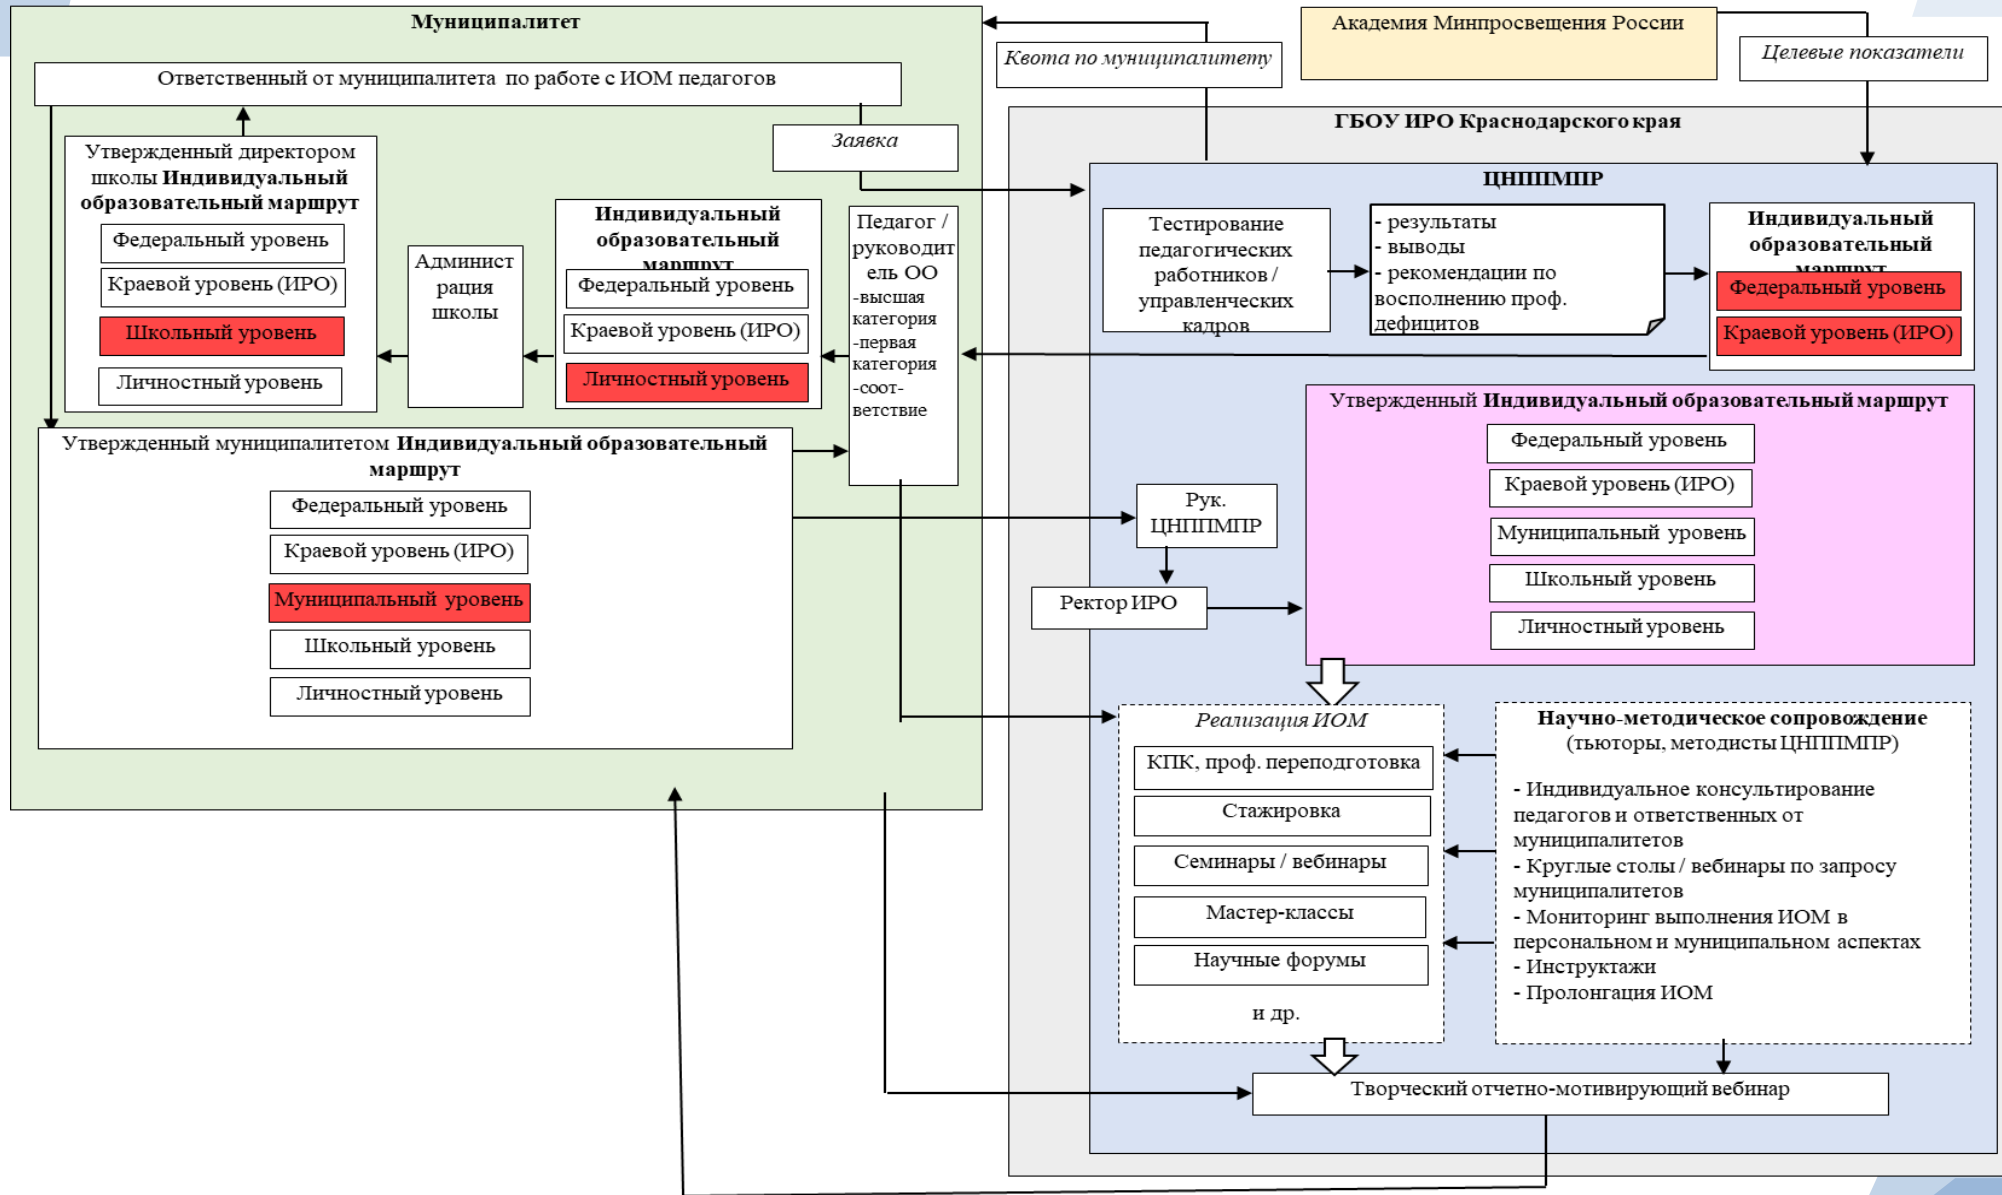 Муниципалитет
Ответственный от муниципалитета по работе с ИОМ педагогов
Заявка
Утвержденный директором
школы Индивидуальный
образовательный маршрут
Федеральный уровень
Краевой уровень (ИРО)
Школьный уровень
Личностный уровень
Админист
рация
школы
Индивидуальный
образовательный
маршрут
Федеральный уровень
Краевой уровень (ИРО)
Личностный уровень
Педагог /
руководит
ель ОО
-высшая
категория
-первая
категория
-соот-
ветствие
Утвержденный муниципалитетом Индивидуальный образовательный
маршрут
Федеральный уровень
Краевой уровень (ИРО)
Муниципальный уровень
Школьный уровень
Личностный уровень
Квота по муниципалитету
Академия Минпросвещения России
Целевые показатели
ГБОУ ИРО Краснодарского края
ЦНППМПР
Тестирование
педагогических
работников /
управленческих
кадров
- результаты
- выводы
- рекомендации по
восполнению проф.
дефицитов
Индивидуальный
образовательный
маршрут
Федеральный уровень
Краевой уровень (ИРО)
Утвержденный Индивидуальный образовательный маршрут
Федеральный уровень
Краевой уровень (ИРО)
Муниципальный уровень
Школьный уровень
Личностный уровень
Рук.
ЦНППМПР
Ректор ИРО
Реализация ИОМ
КПК, проф. переподготовка
Стажировка
Семинары / вебинары
Мастер-классы
Научные форумы
и др.
Научно-методическое сопровождение
(тьюторы, методисты ЦНППМПР)
- Индивидуальное консультирование
педагогов и ответственных от
муниципалитетов
- Круглые столы / вебинары по запросу
муниципалитетов
- Мониторинг выполнения ИОМ в
персональном и муниципальном аспектах
- Инструктажи
- Пролонгация ИОМ
Творческий отчетно-мотивирующий вебинар